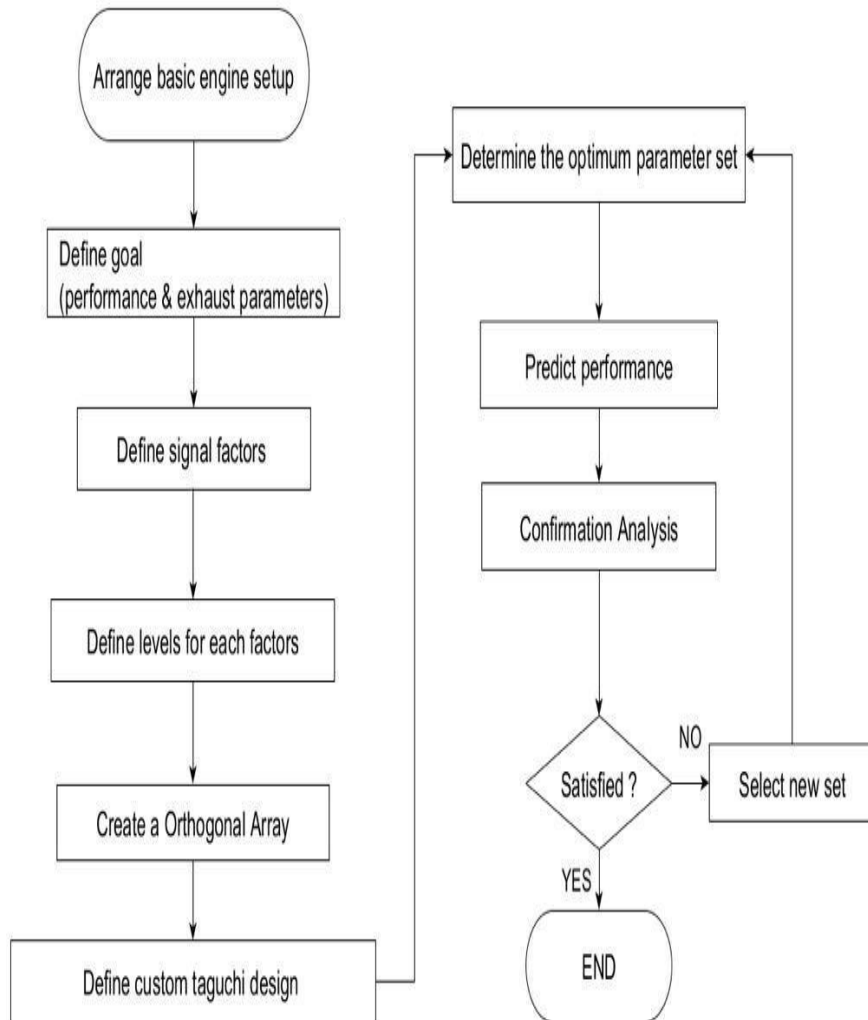 Arrange basic engine setup
Define goal
(performance & exhaust parameters)
Define signal factors
Define levels for each factors
Create a Orthogonal Array
Define custom taguchi design
Determine the optimum parameter set
Predict performance
Confirmation Analysis
Satisfied ?
NO
Select new set
YES
END